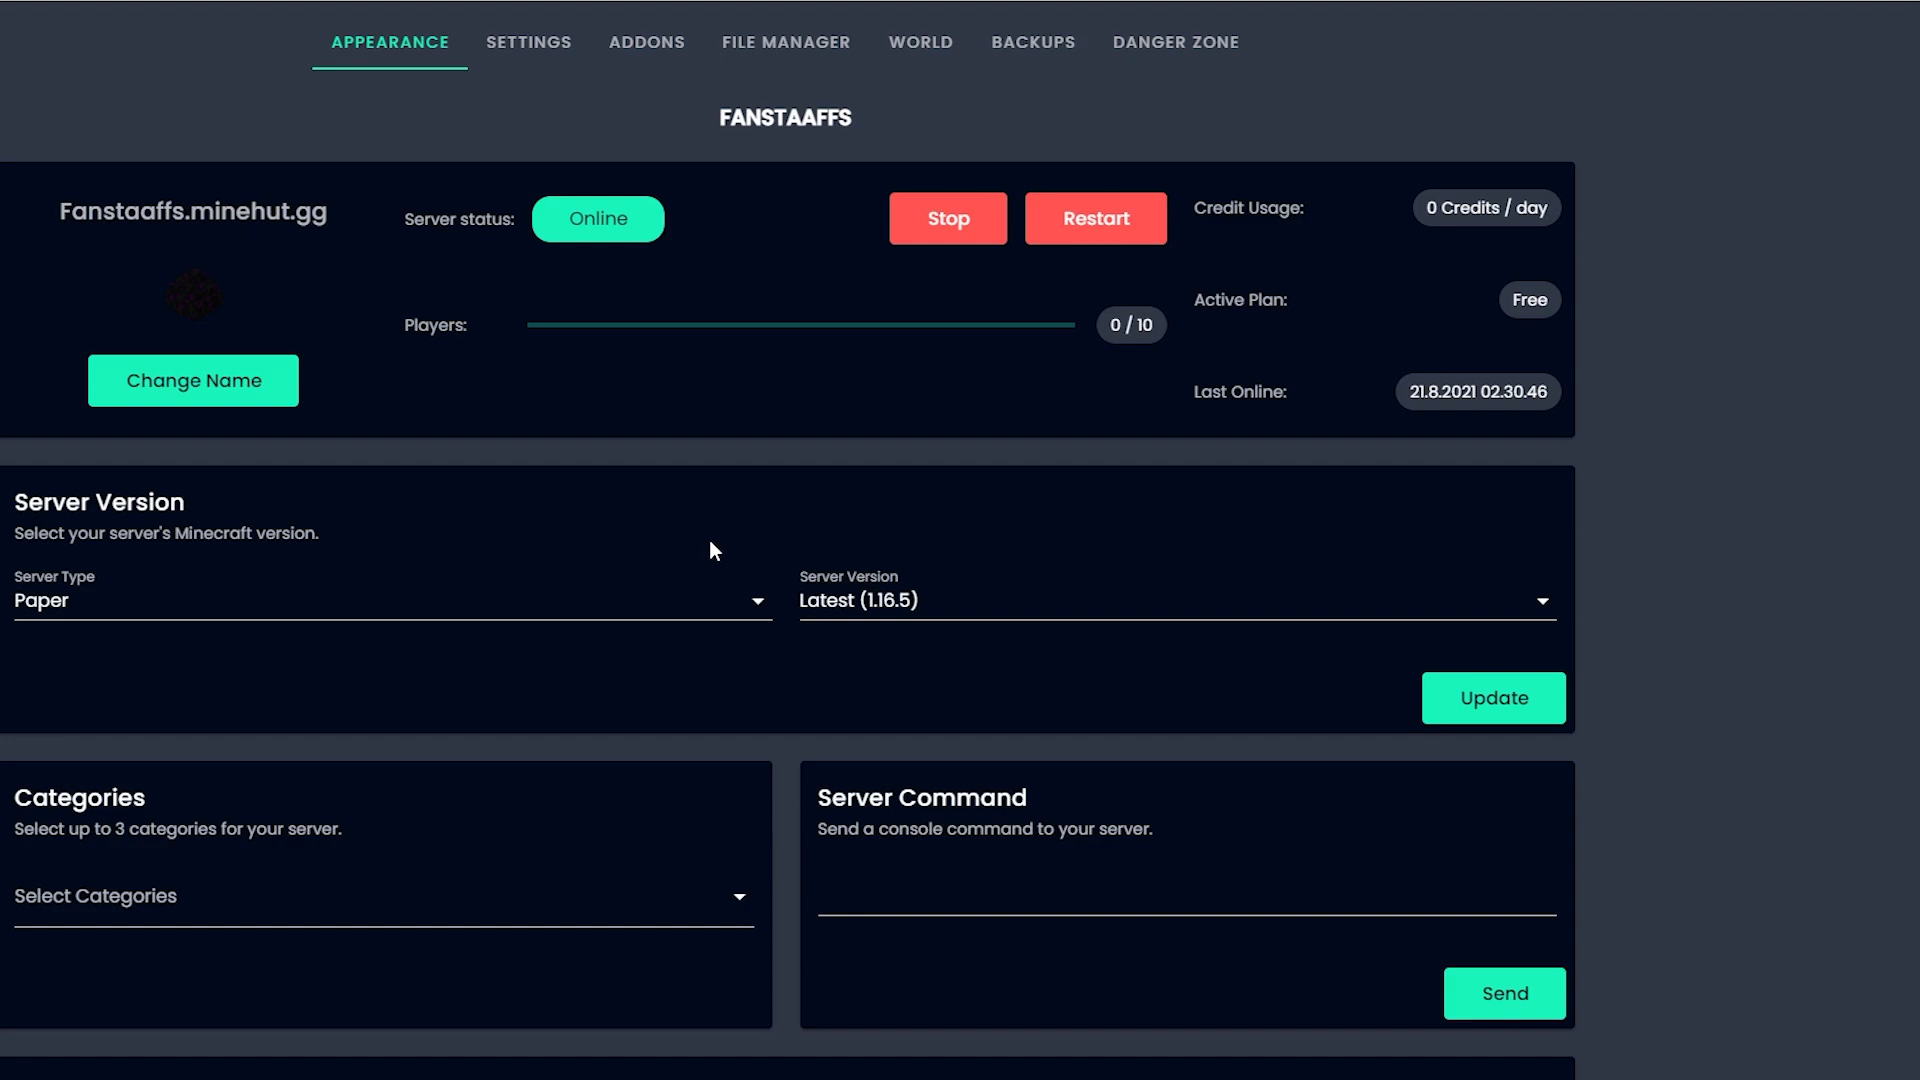 APPEARANCE SETTINGS ADDONS FILE MANAGER WORLD BACKUPS DANGER ZONE
FANSTAAFFS
Fanstaaffs.minehut.gg
Change Name
Server status: Online
Stop Restart
Players: 0 / 10
Credit Usage: 0 Credits / day
Active Plan: Free
Last Online: 21.8.2021 02.30.46
Server Version
Select your server's Minecraft version.
Server Type
Paper
Server Version
Latest (1.16.5)
Update
Categories
Select up to 3 categories for your server.
Select Categories
Server Command
Send a console command to your server.
Send